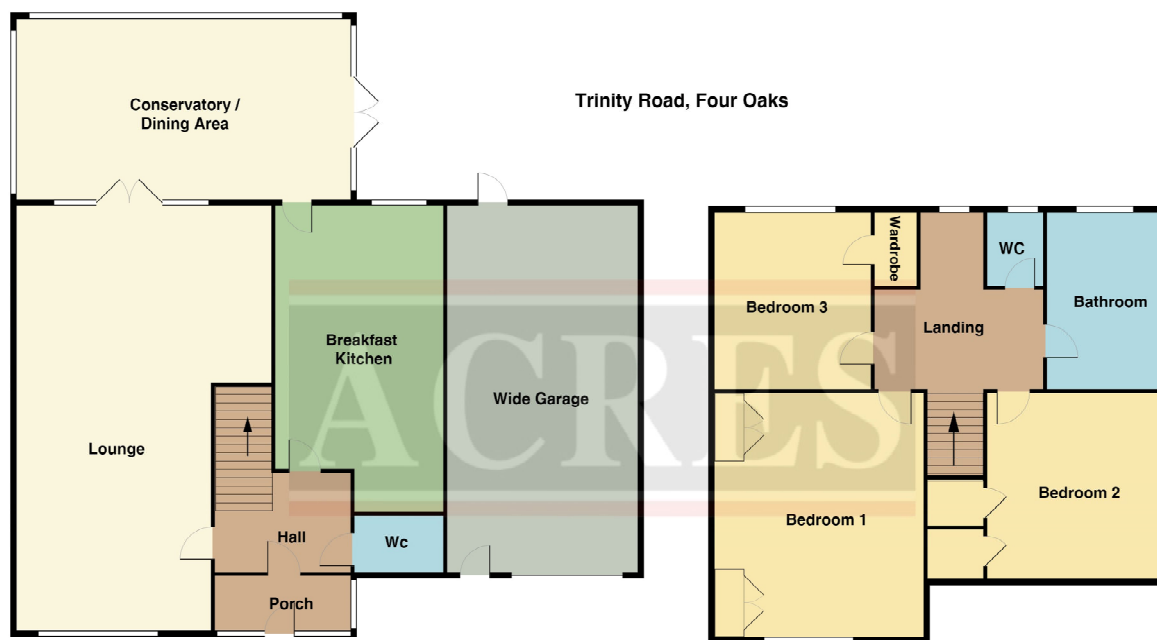 Trinity Road, Four Oaks
Conservatory /
Dining Area
Breakfast
Kitchen
Wide Garage
Lounge
Hall
Wc
Porch
Wardrobe
WC
Bedroom 3
Landing
Bathroom
Bedroom 1
Bedroom 2
ACRES